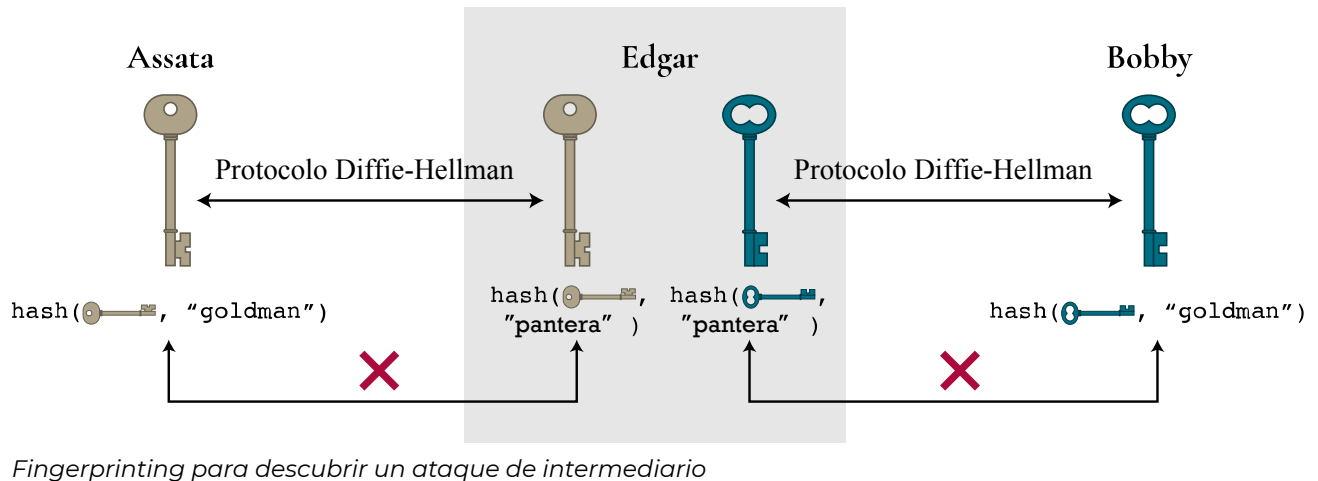 Assata
Edgar
Bobby
Protocolo Diffie-Hellman
Protocolo Diffie-Hellman
hash( , “goldman”)
hash( ,
”pantera” )
hash( ,
”pantera” )
hash( , “goldman”)
Fingerprinting para descubrir un ataque de intermediario